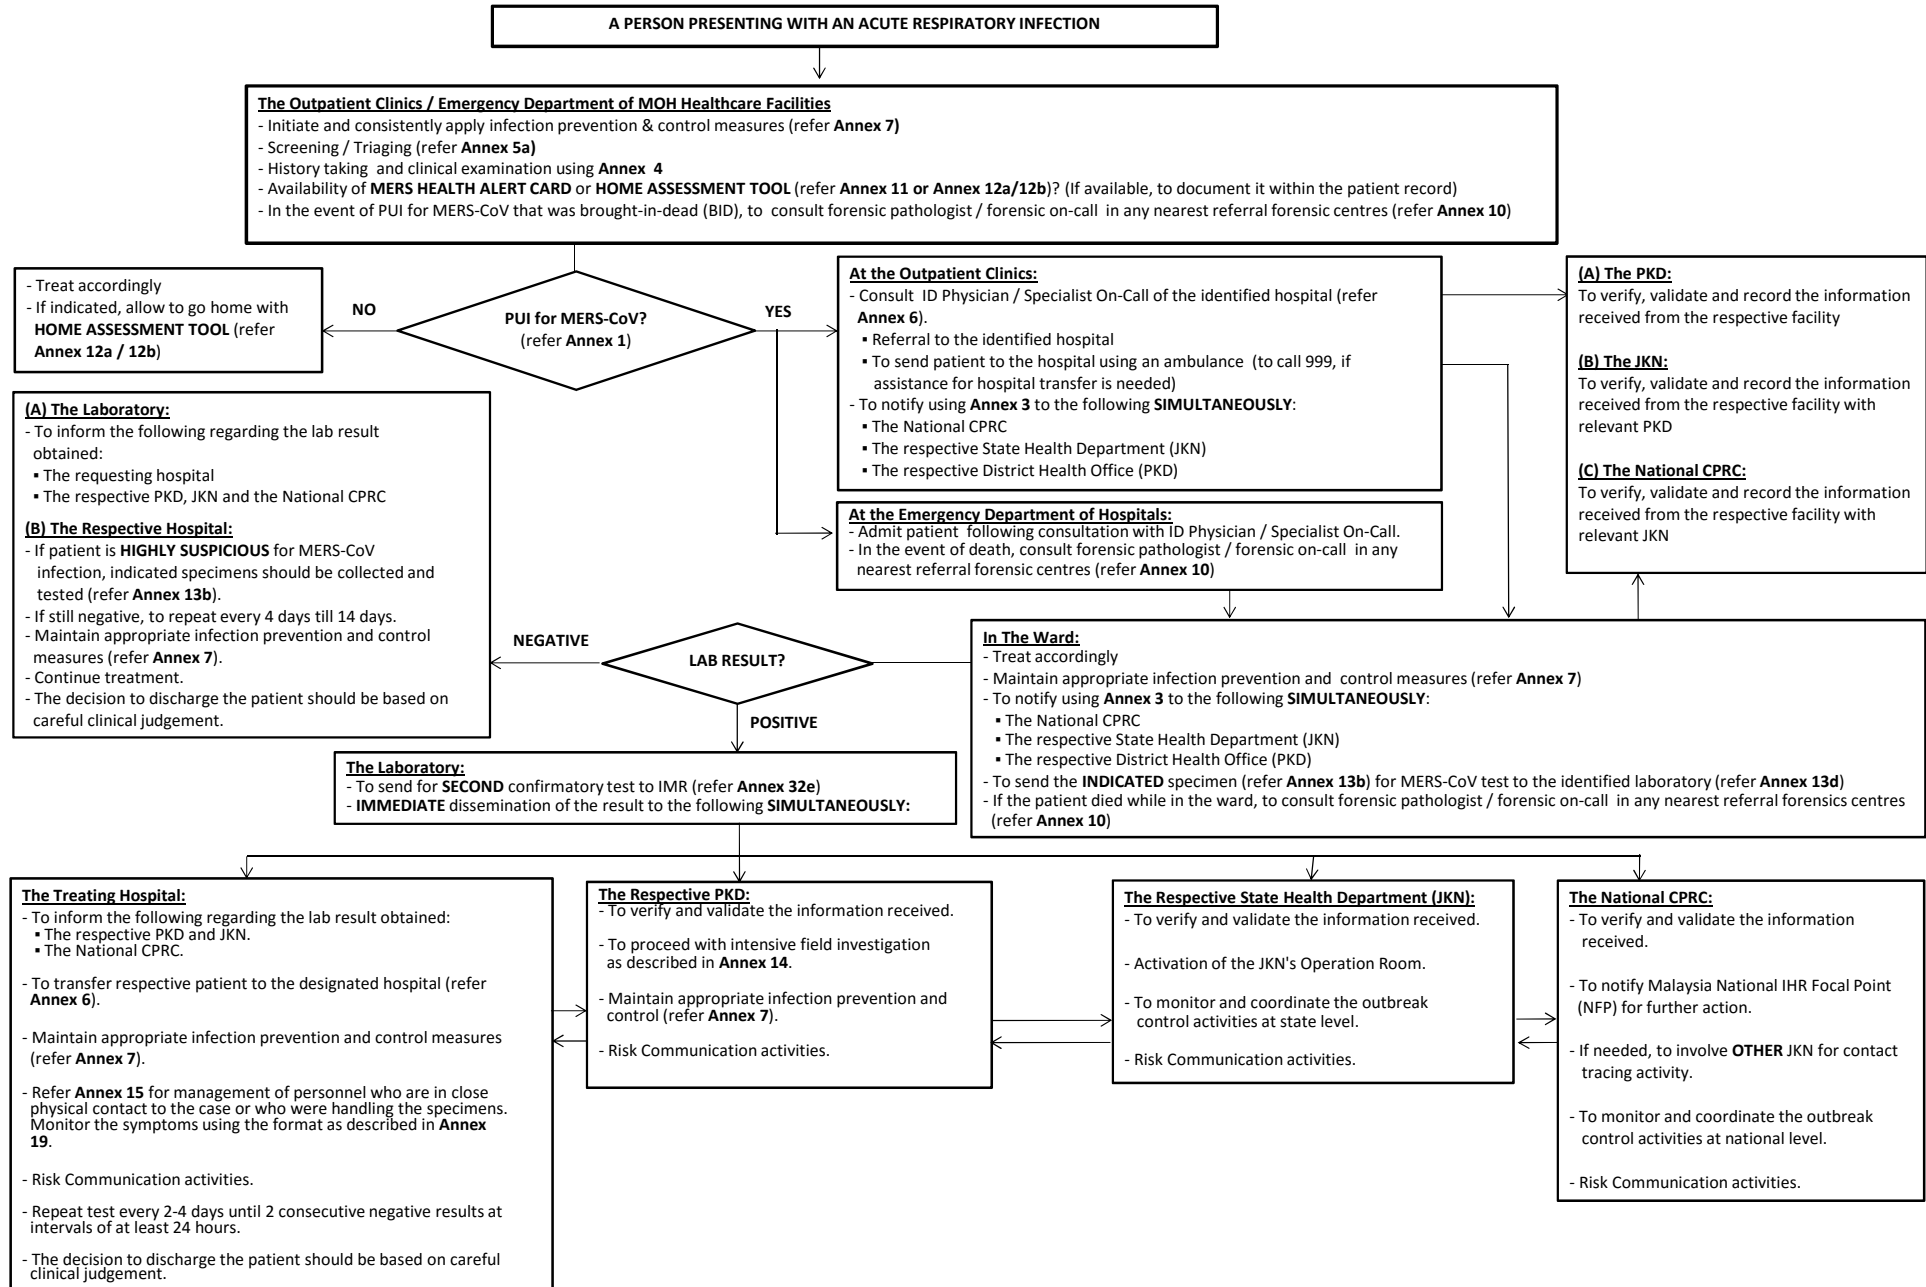 A PERSON PRESENTING WITH AN ACUTE RESPIRATORY INFECTION
The Outpatient Clinics / Emergency Department of MOH Healthcare Facilities
- Initiate and consistently apply infection prevention & control measures (refer Annex 7)
- Screening / Triaging (refer Annex 5a)
- History taking and clinical examination using Annex 4
- Availability of MERS HEALTH ALERT CARD or HOME ASSESSMENT TOOL (refer Annex 11 or Annex 12a/12b)? (If available, to document it within the patient record)
- In the event of PUI for MERS-CoV that was brought-in-dead (BID), to consult forensic pathologist / forensic on-call in any nearest referral forensic centres (refer Annex 10)
- Treat accordingly
- If indicated, allow to go home with
HOME ASSESSMENT TOOL (refer
Annex 12a / 12b)
NO
PUI for MERS-CoV?
(refer Annex 1)
YES
At the Outpatient Clinics:
- Consult ID Physician / Specialist On-Call of the identified hospital (refer
Annex 6).
▪ Referral to the identified hospital
▪ To send patient to the hospital using an ambulance (to call 999, if
assistance for hospital transfer is needed)
- To notify using Annex 3 to the following SIMULTANEOUSLY:
▪ The National CPRC
▪ The respective State Health Department (JKN)
▪ The respective District Health Office (PKD)
(A) The PKD:
To verify, validate and record the information
received from the respective facility
(B) The JKN:
To verify, validate and record the information
received from the respective facility with
relevant PKD
(C) The National CPRC:
To verify, validate and record the information
received from the respective facility with
relevant JKN
At the Emergency Department of Hospitals:
- Admit patient following consultation with ID Physician / Specialist On-Call.
- In the event of death, consult forensic pathologist / forensic on-call in any
nearest referral forensic centres (refer Annex 10)
(A) The Laboratory:
- To inform the following regarding the lab result
obtained:
▪ The requesting hospital
▪ The respective PKD, JKN and the National CPRC
(B) The Respective Hospital:
- If patient is HIGHLY SUSPICIOUS for MERS-CoV
infection, indicated specimens should be collected and
tested (refer Annex 13b).
- If still negative, to repeat every 4 days till 14 days.
- Maintain appropriate infection prevention and control
measures (refer Annex 7).
- Continue treatment.
- The decision to discharge the patient should be based on
careful clinical judgement.
NEGATIVE
LAB RESULT?
POSITIVE
In The Ward:
- Treat accordingly
- Maintain appropriate infection prevention and control measures (refer Annex 7)
- To notify using Annex 3 to the following SIMULTANEOUSLY:
▪ The National CPRC
▪ The respective State Health Department (JKN)
▪ The respective District Health Office (PKD)
- To send the INDICATED specimen (refer Annex 13b) for MERS-CoV test to the identified laboratory (refer Annex 13d)
- If the patient died while in the ward, to consult forensic pathologist / forensic on-call in any nearest referral forensics centres
(refer Annex 10)
The Laboratory:
- To send for SECOND confirmatory test to IMR (refer Annex 32e)
- IMMEDIATE dissemination of the result to the following SIMULTANEOUSLY:
The Treating Hospital:
- To inform the following regarding the lab result obtained:
▪ The respective PKD and JKN.
▪ The National CPRC.
- To transfer respective patient to the designated hospital (refer
Annex 6).
- Maintain appropriate infection prevention and control measures
(refer Annex 7).
- Refer Annex 15 for management of personnel who are in close
physical contact to the case or who were handling the specimens.
Monitor the symptoms using the format as described in Annex
19.
- Risk Communication activities.
- Repeat test every 2-4 days until 2 consecutive negative results at
intervals of at least 24 hours.
- The decision to discharge the patient should be based on careful
clinical judgement.
The Respective PKD:
- To verify and validate the information received.
- To proceed with intensive field investigation
as described in Annex 14.
- Maintain appropriate infection prevention and
control (refer Annex 7).
- Risk Communication activities.
The Respective State Health Department (JKN):
- To verify and validate the information received.
- Activation of the JKN's Operation Room.
- To monitor and coordinate the outbreak
control activities at state level.
- Risk Communication activities.
The National CPRC:
- To verify and validate the information
received.
- To notify Malaysia National IHR Focal Point
(NFP) for further action.
- If needed, to involve OTHER JKN for contact
tracing activity.
- To monitor and coordinate the outbreak
control activities at national level.
- Risk Communication activities.